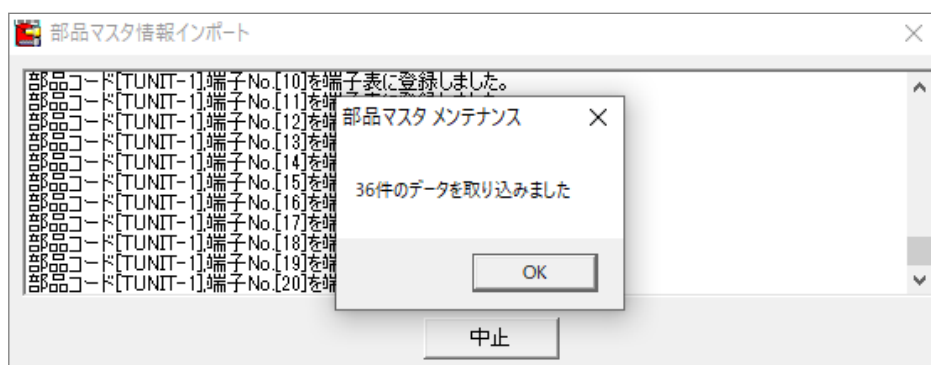 部品マスタ情報インポート
部品コード[TUNIT-1],端子No.[10]を端子表に登録しました。
部品コード[TUNIT-1],端子No.[11]を端
部品コード[TUNIT-1],端子No.[12]を端
部品コード[TUNIT-1],端子No.[13]を端
部品コード[TUNIT-1],端子No.[14]を端
部品コード[TUNIT-1],端子No.[15]を端
部品コード[TUNIT-1],端子No.[16]を端
部品コード[TUNIT-1],端子No.[17]を端
部品コード[TUNIT-1],端子No.[18]を端
部品コード[TUNIT-1],端子No.[19]を端
部品コード[TUNIT-1],端子No.[20]を端
部品マスタ メンテナンス
36件のデータを取り込みました
OK
中止